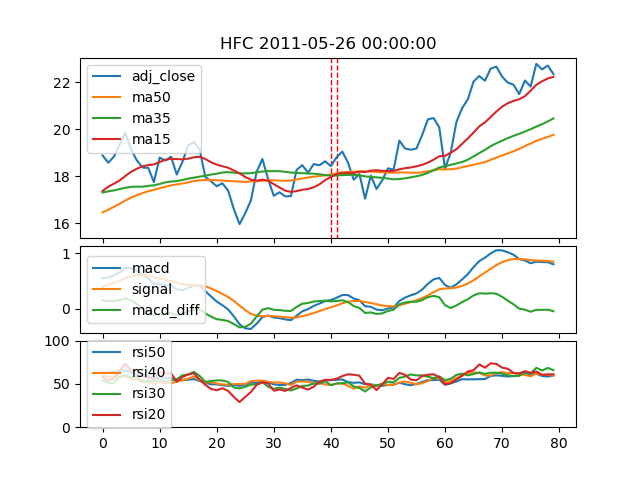 HFC 2011-05-26 00:00:00
22
20
18
16
adj_close
ma50
ma35
ma15
1
0
macd
signal
macd_diff
100
50
0
rsi50
rsi40
rsi30
rsi20
0 10 20 30 40 50 60 70 80